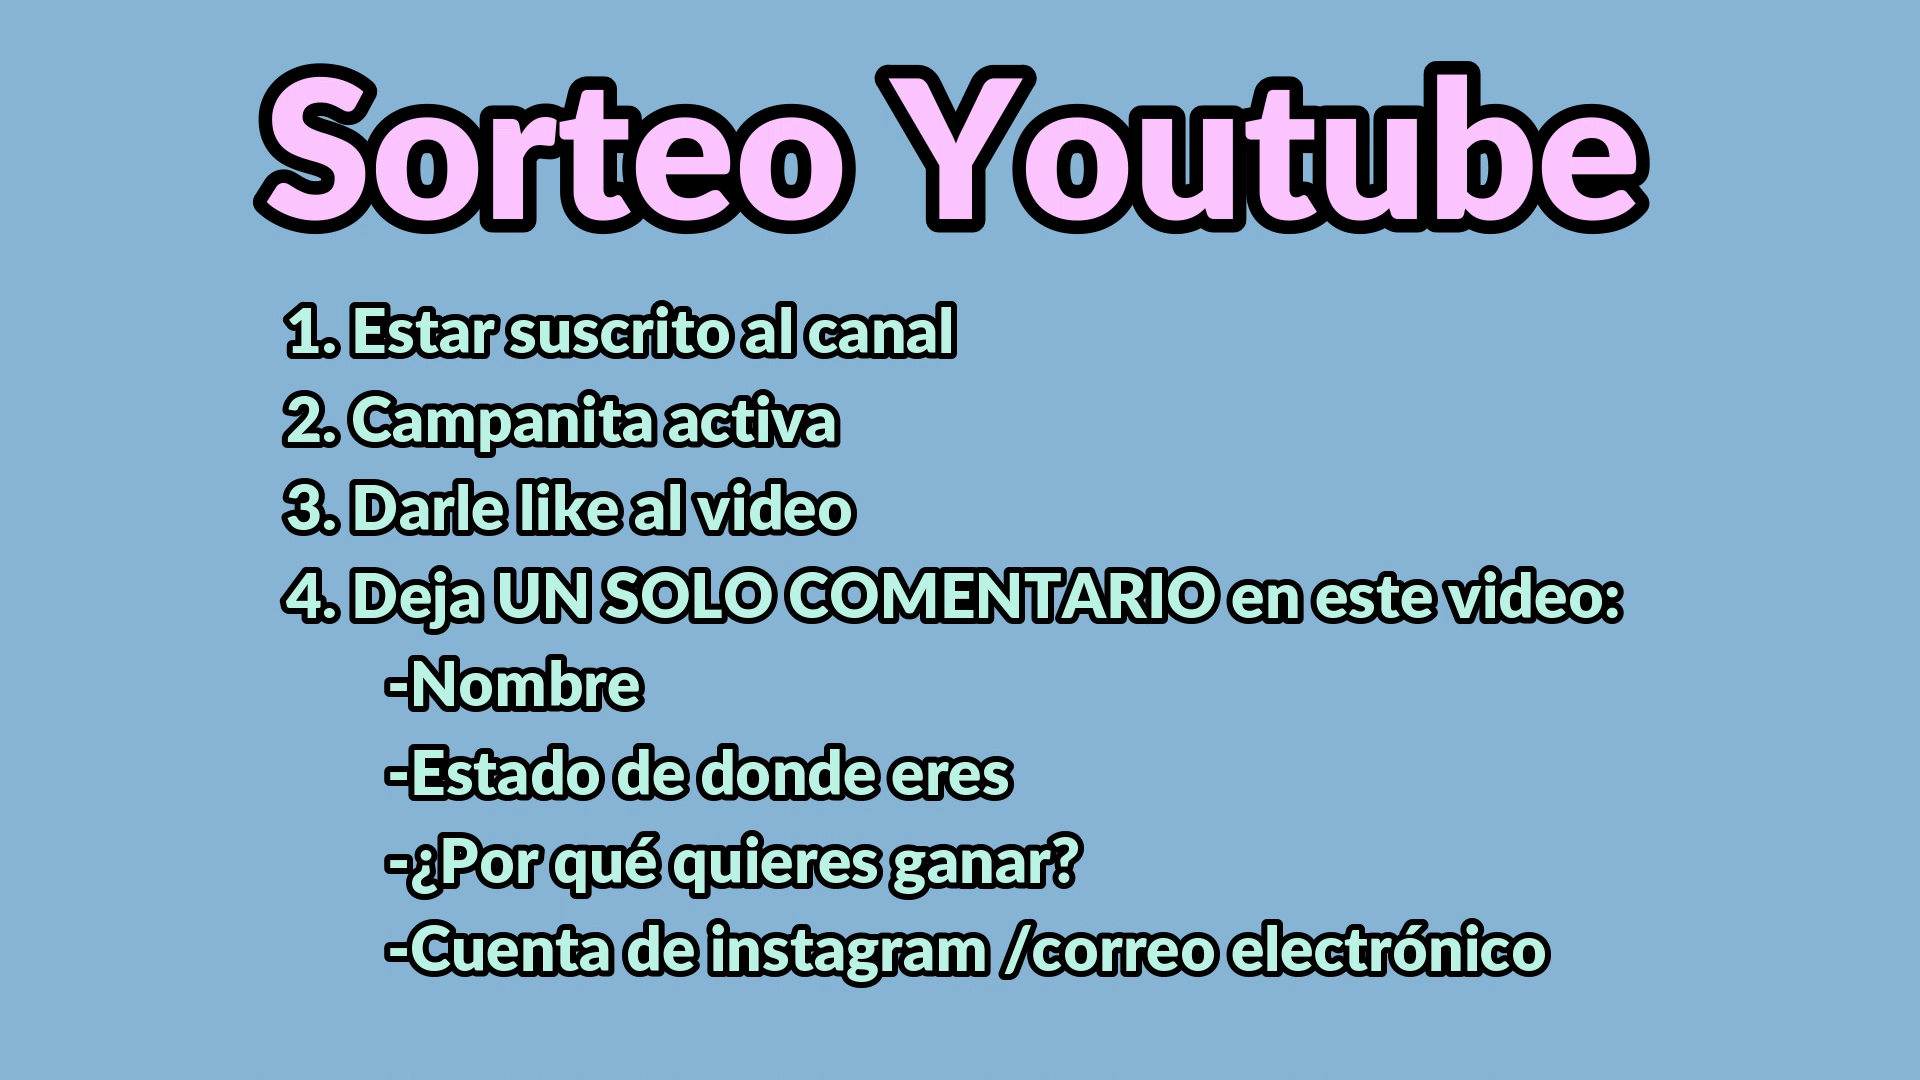 Sorteo Youtube
1. Estar suscrito al canal
2. Campanita activa
3. Darle like al video
4. Deja UN SOLO COMENTARIO en este video:
-Nombre
-Estado de donde eres
-¿Por qué quieres ganar?
-Cuenta de instagram /correo electrónico